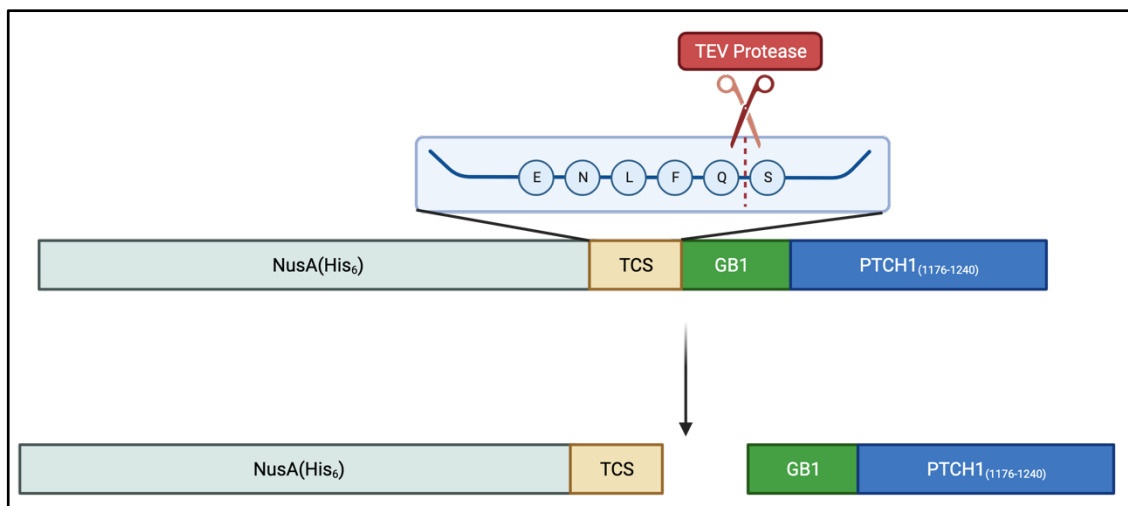 TEV Protease
E N L F Q S
NusA(His₆) TCS GB1 PTCH1₍₁₁₇₆₋₁₂₄₀₎
NusA(His₆) TCS GB1 PTCH1₍₁₁₇₆₋₁₂₄₀₎